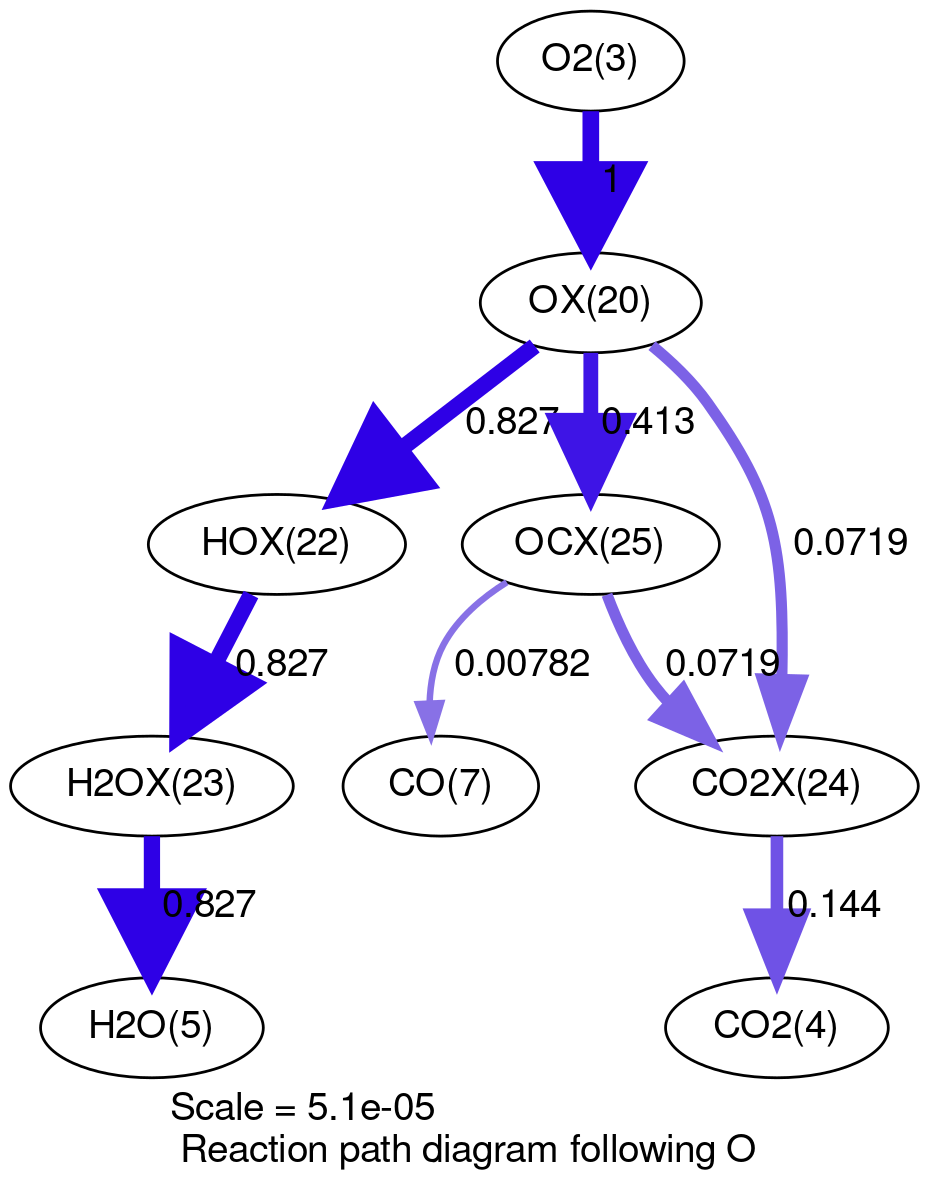 O2(3)
1
OX(20)
0.827
0.413
0.0719
HOX(22)
OCX(25)
0.827
0.00782
0.0719
H2OX(23)
CO(7)
CO2X(24)
0.827
0.144
H2O(5)
CO2(4)
Scale = 5.1e-05
Reaction path diagram following O